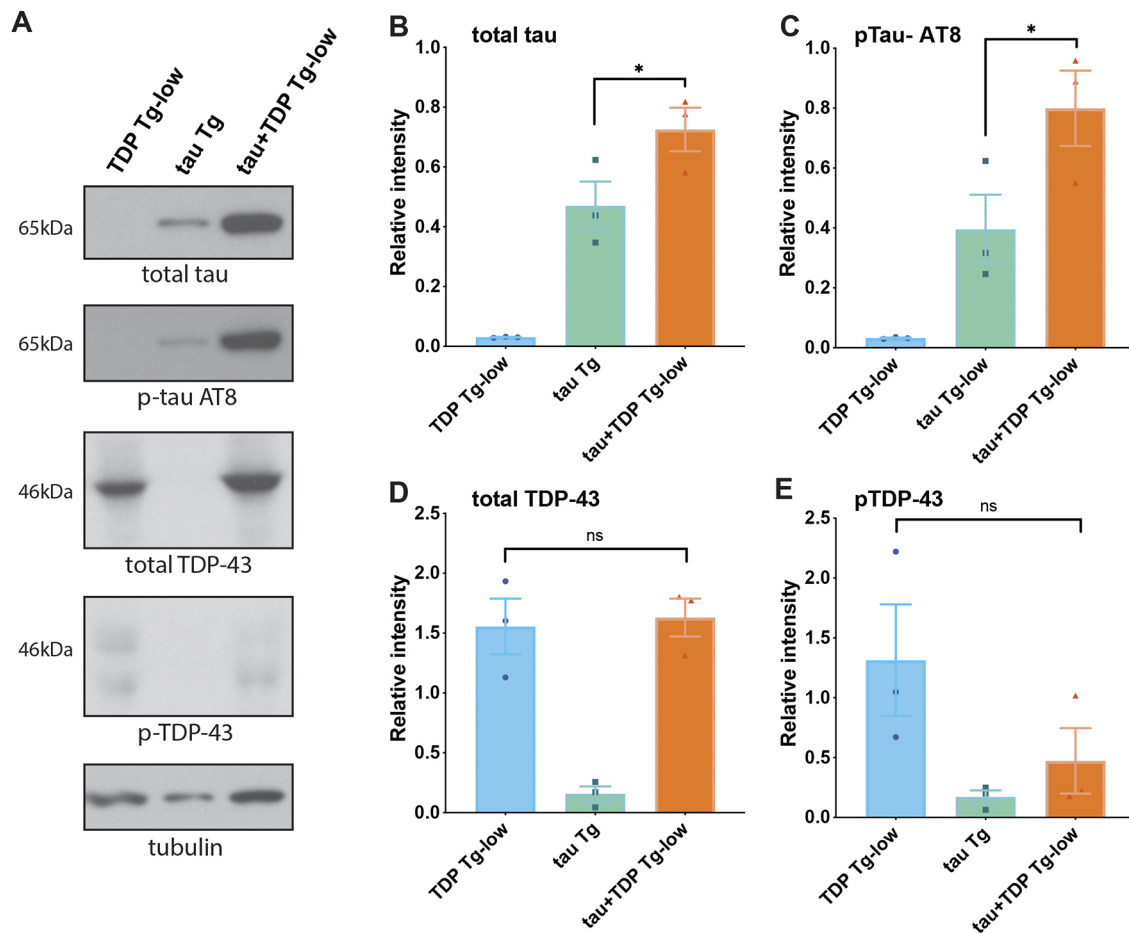 A
TDP Tg-low
tau Tg
tau+TDP Tg-low
65kDa
total tau
65kDa
p-tau AT8
46kDa
total TDP-43
46kDa
p-TDP-43
tubulin
B
total tau
Relative intensity
1.0
0.8
0.6
0.4
0.2
0.0
*
TDP Tg-low
tau Tg
tau+TDP Tg-low
C
pTau- AT8
Relative intensity
1.0
0.8
0.6
0.4
0.2
0.0
*
TDP Tg-low
tau Tg-low
tau+TDP Tg-low
D
total TDP-43
Relative intensity
2.5
2.0
1.5
1.0
0.5
0.0
ns
TDP Tg-low
tau Tg
tau+TDP Tg-low
E
pTDP-43
Relative intensity
2.5
2.0
1.5
1.0
0.5
0.0
ns
TDP Tg-low
tau Tg
tau+TDP Tg-low